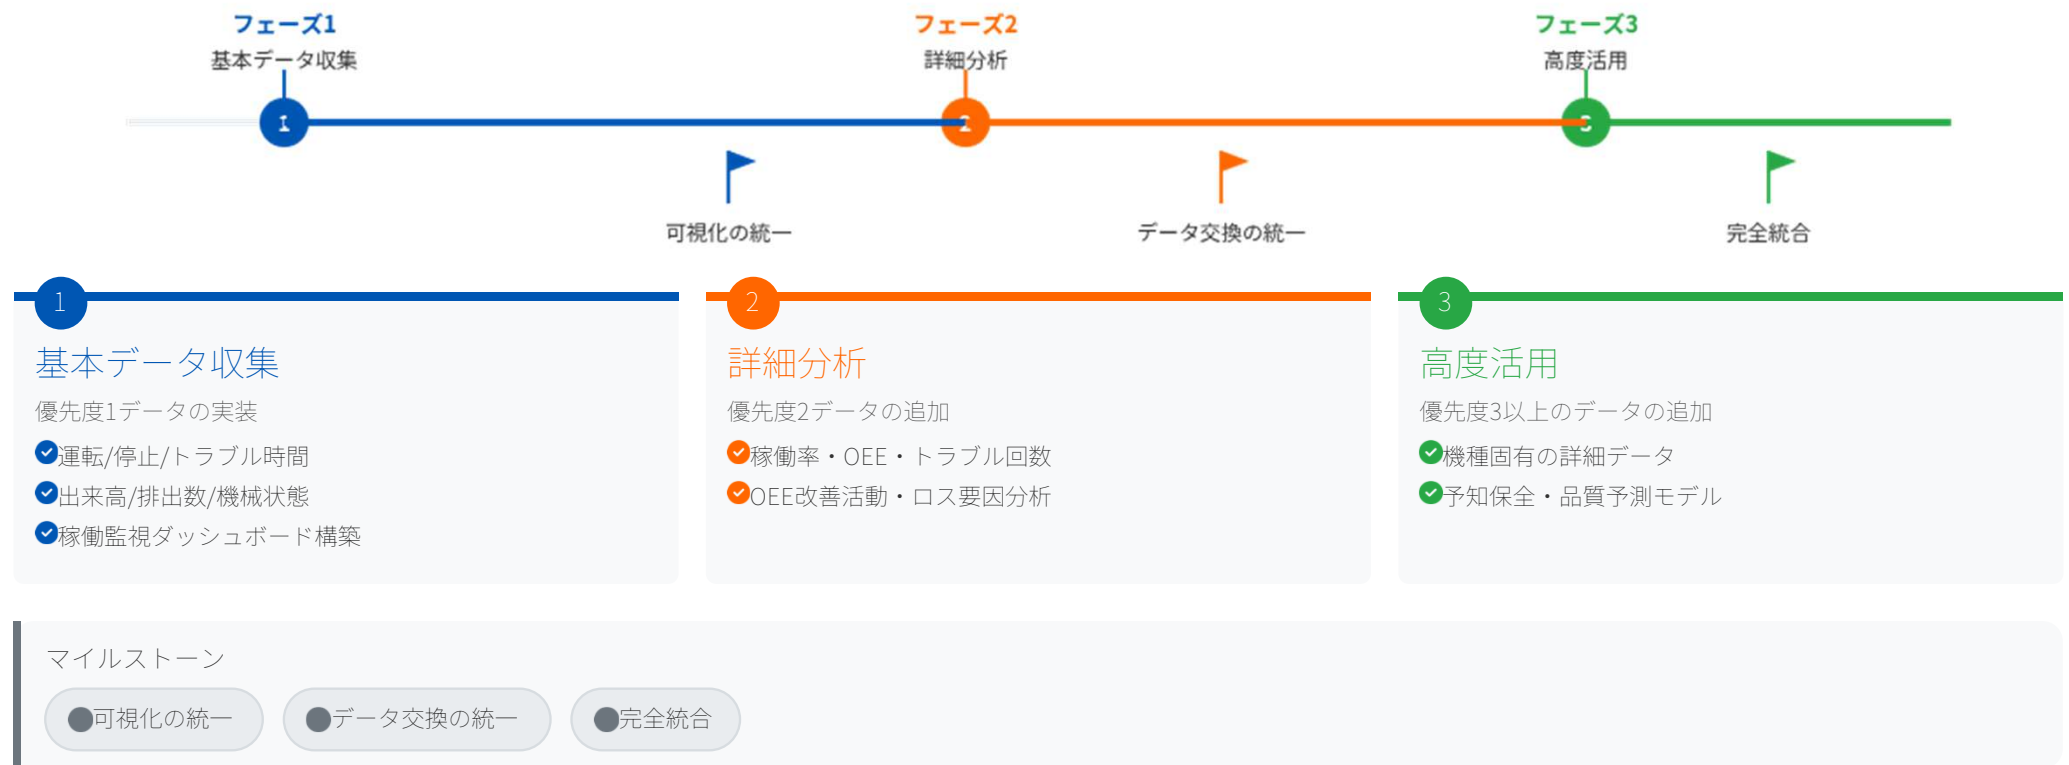 フェーズ1
基本データ収集
フェーズ2
詳細分析
フェーズ3
高度活用
1
2
3
可視化の統一
データ交換の統一
完全統合
1
基本データ収集
優先度1データの実装
運転/停止/トラブル時間
出来高/排出数/機械状態
稼働監視ダッシュボード構築
2
詳細分析
優先度2データの追加
稼働率・OEE・トラブル回数
OEE改善活動・ロス要因分析
3
高度活用
優先度3以上のデータの追加
機種固有の詳細データ
予知保全・品質予測モデル
マイルストーン
可視化の統一
データ交換の統一
完全統合